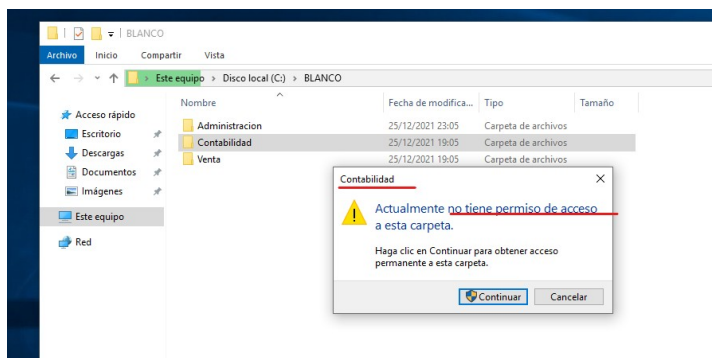 BLANCO
Archivo Inicio Compartir Vista
Este equipo > Disco local (C:) > BLANCO
Nombre Fecha de modifica... Tipo Tamaño
Acceso rápido
Escritorio
Descargas
Documentos
Imágenes
Este equipo
Red
Administracion 25/12/2021 23:05 Carpeta de archivos
Contabilidad 25/12/2021 19:05 Carpeta de archivos
Venta 25/12/2021 19:05 Carpeta de archivos
Contabilidad
Actualmente no tiene permiso de acceso
a esta carpeta.
Haga clic en Continuar para obtener acceso
permanente a esta carpeta.
Continuar Cancelar